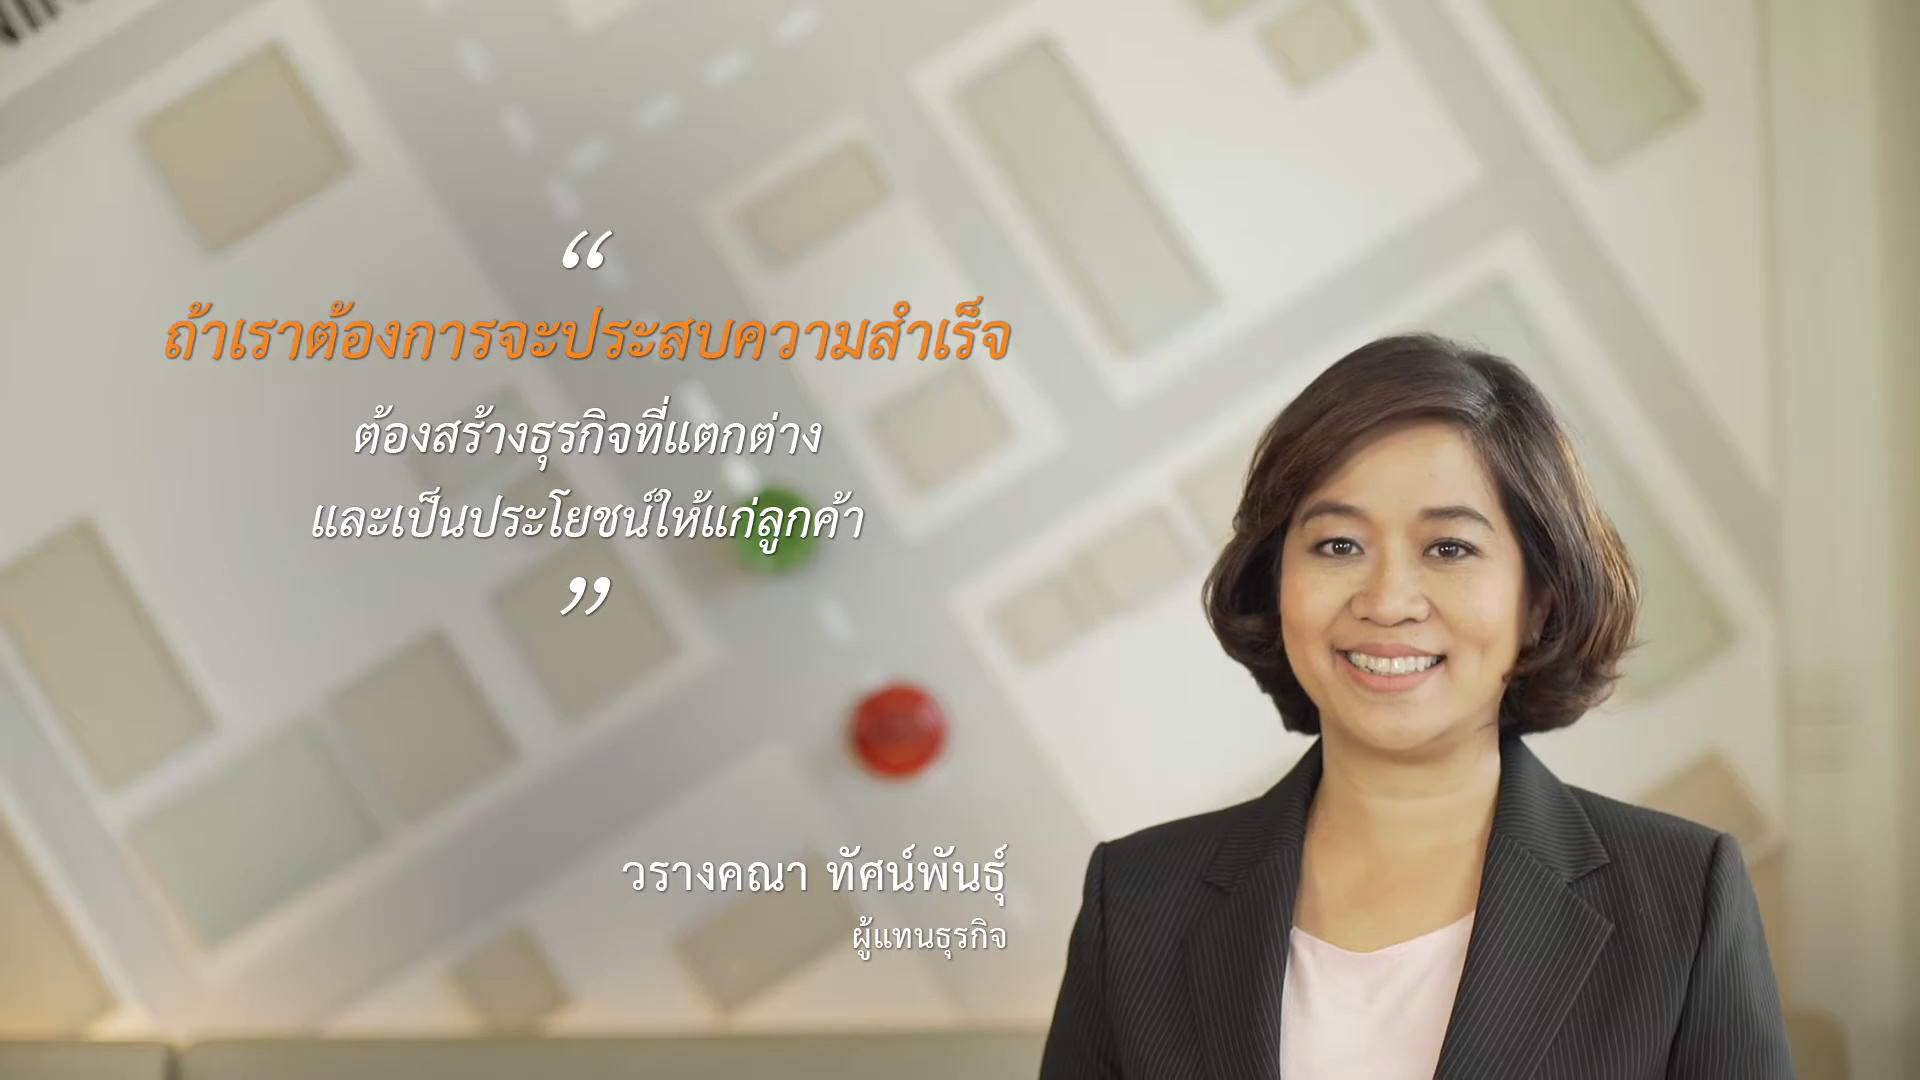 “
ถ้าเราต้องการจะประสบความสำเร็จ
ต้องสร้างธุรกิจที่แตกต่าง
และเป็นประโยชน์ให้แก่ลูกค้า
”
วรางคณา ทัศน์พันธุ์
ผู้แทนธุรกิจ